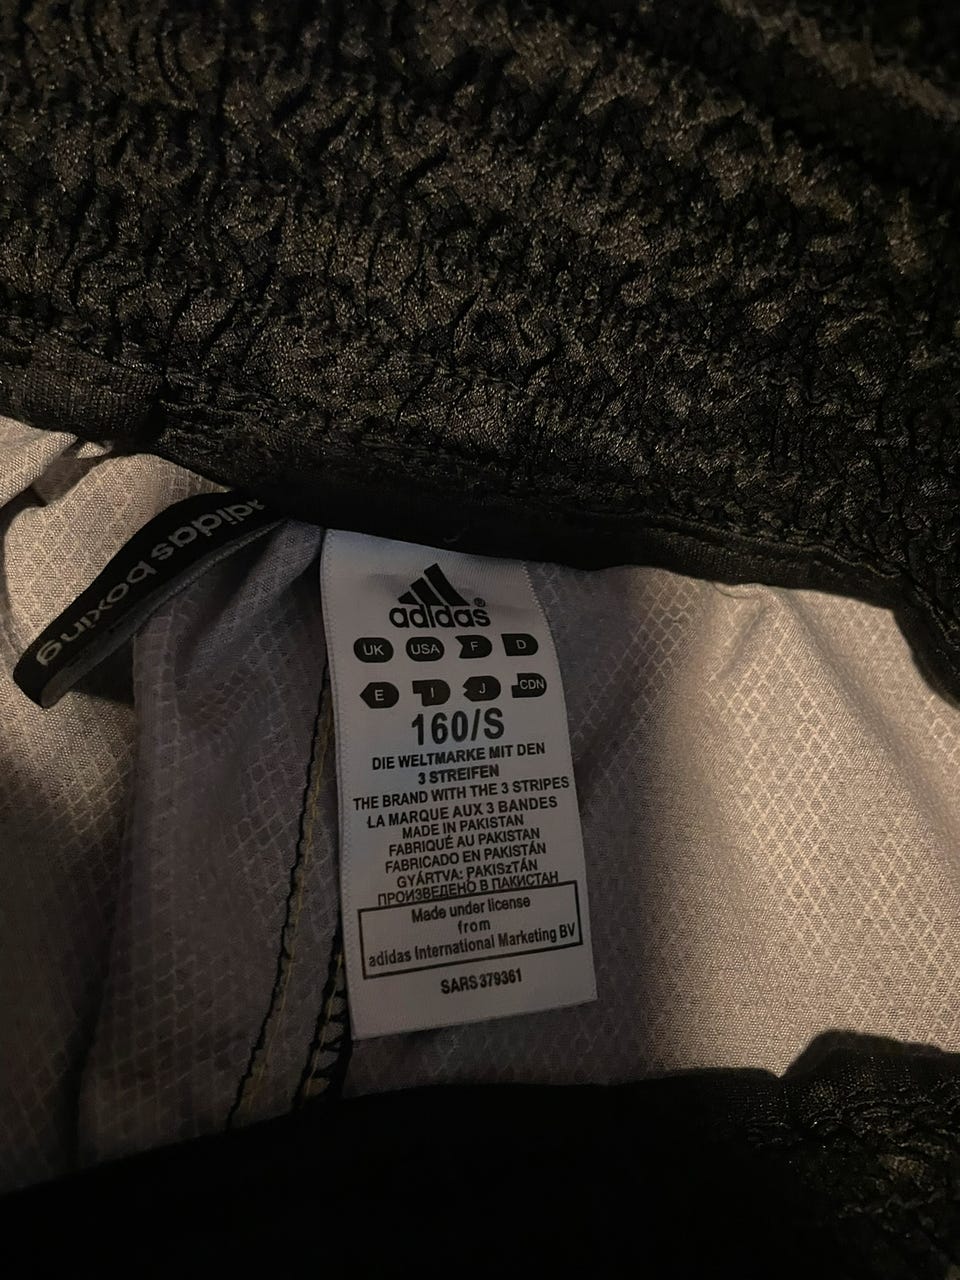 adidas boxing
adidas®
UK USA F D
E I J CDN
160/S
DIE WELTMARKE MIT DEN
3 STREIFEN
THE BRAND WITH THE 3 STRIPES
LA MARQUE AUX 3 BANDES
MADE IN PAKISTAN
FABRIQUÉ AU PAKISTAN
FABRICADO EN PAKISTÁN
GYÁRTVA: PAKISzTÁN
ПРОИЗВЕДЕНО В ПАКИСТАН
Made under license
from
adidas International Marketing BV
SARS 379361